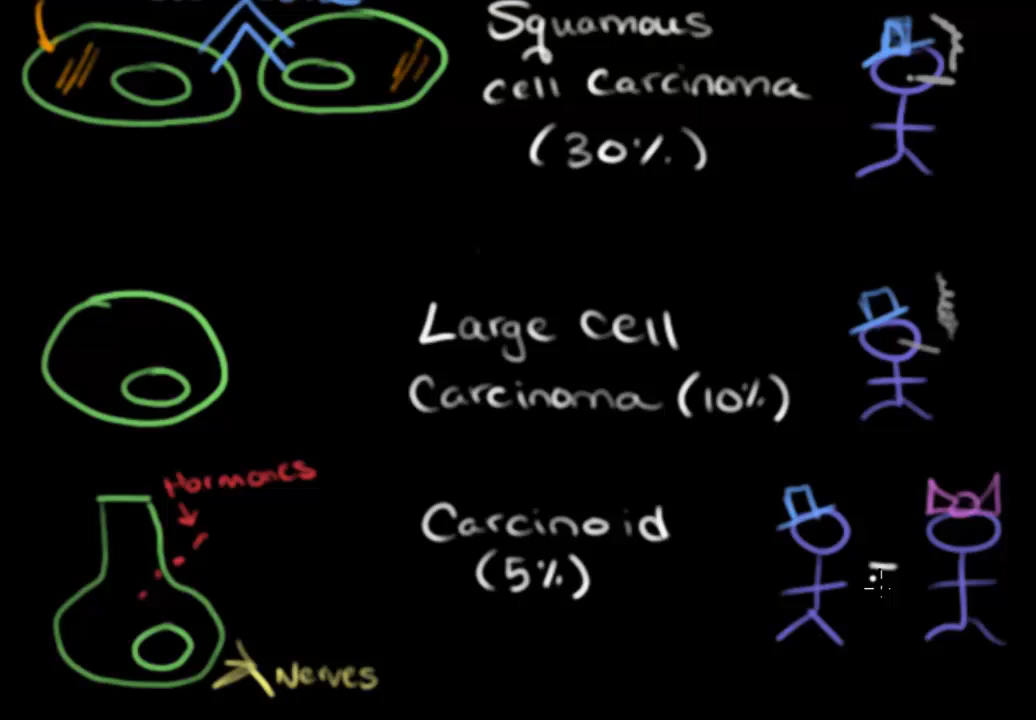 Squamous
cell Carcinoma
(30%)
Large cell
Carcinoma (10%)
Hormones
Carcinoid
(5%)
Nerves